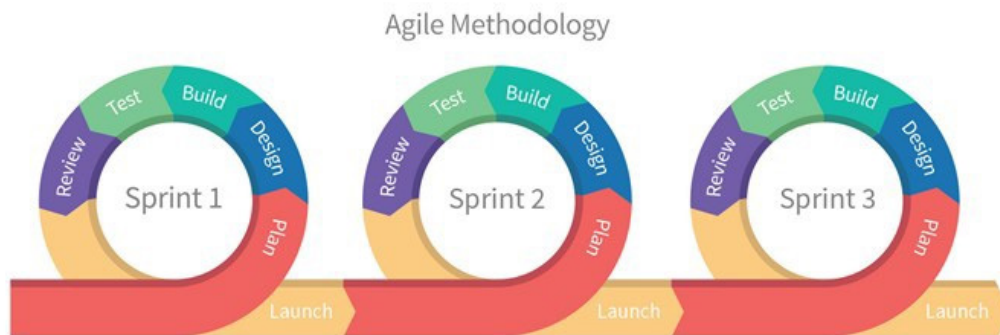 Agile Methodology
Test
Build
Review
Design
Sprint 1
Plan
Launch
Test
Build
Review
Design
Sprint 2
Plan
Launch
Test
Build
Review
Design
Sprint 3
Plan
Launch